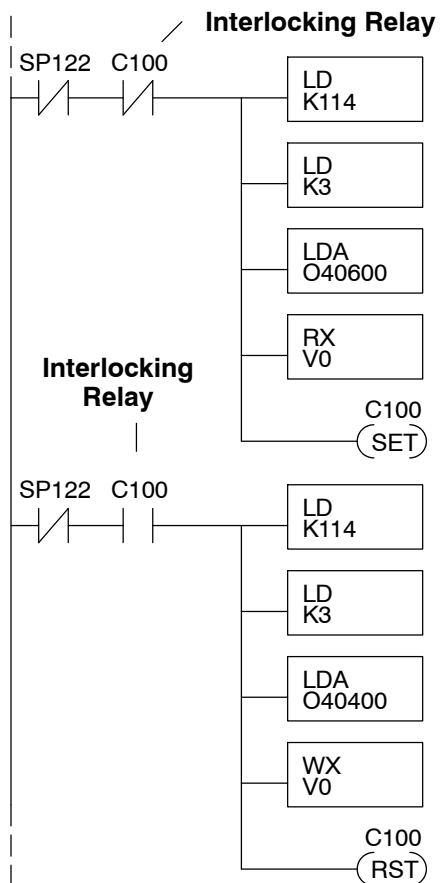 Interlocking Relay
SP122 C100
LD
K114
LD
K3
LDA
O40600
RX
V0
C100
SET
Interlocking
Relay
SP122 C100
LD
K114
LD
K3
LDA
O40400
WX
V0
C100
RST